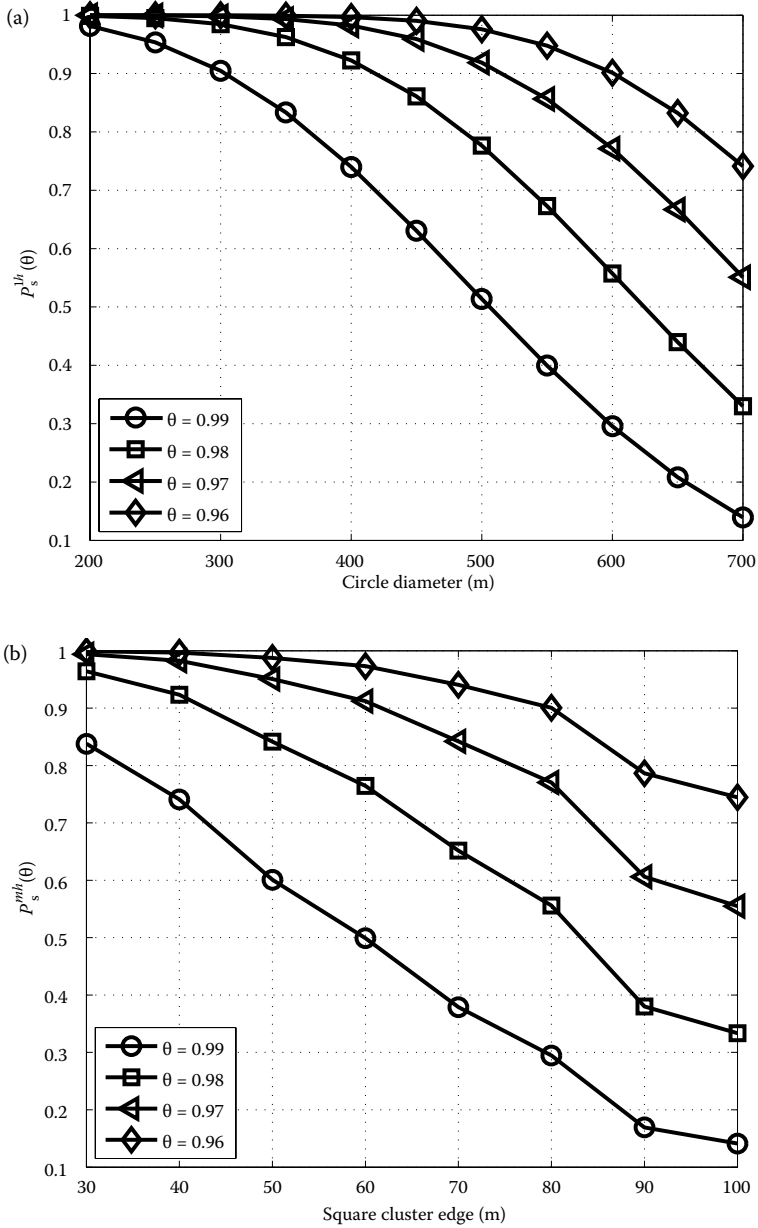 (a)
1
0.9
0.8
0.7
0.6
0.5
0.4
0.3
0.2
0.1
P_s^{1h}(θ)
θ = 0.99
θ = 0.98
θ = 0.97
θ = 0.96
200 300 400 500 600 700
Circle diameter (m)
(b)
1
0.9
0.8
0.7
0.6
0.5
0.4
0.3
0.2
0.1
P_s^{mh}(θ)
θ = 0.99
θ = 0.98
θ = 0.97
θ = 0.96
30 40 50 60 70 80 90 100
Square cluster edge (m)